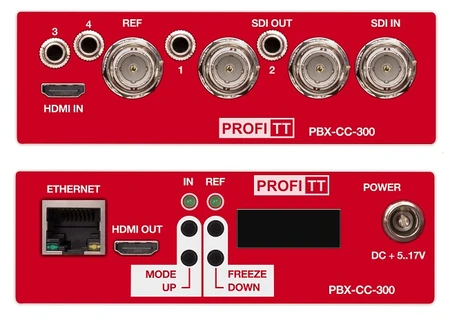 3 4 REF SDI OUT SDI IN
1 2
HDMI IN
PROFITT
PBX-CC-300
ETHERNET IN REF PROFITT POWER
HDMI OUT
MODE FREEZE
UP DOWN
DC + 5..17V
PBX-CC-300